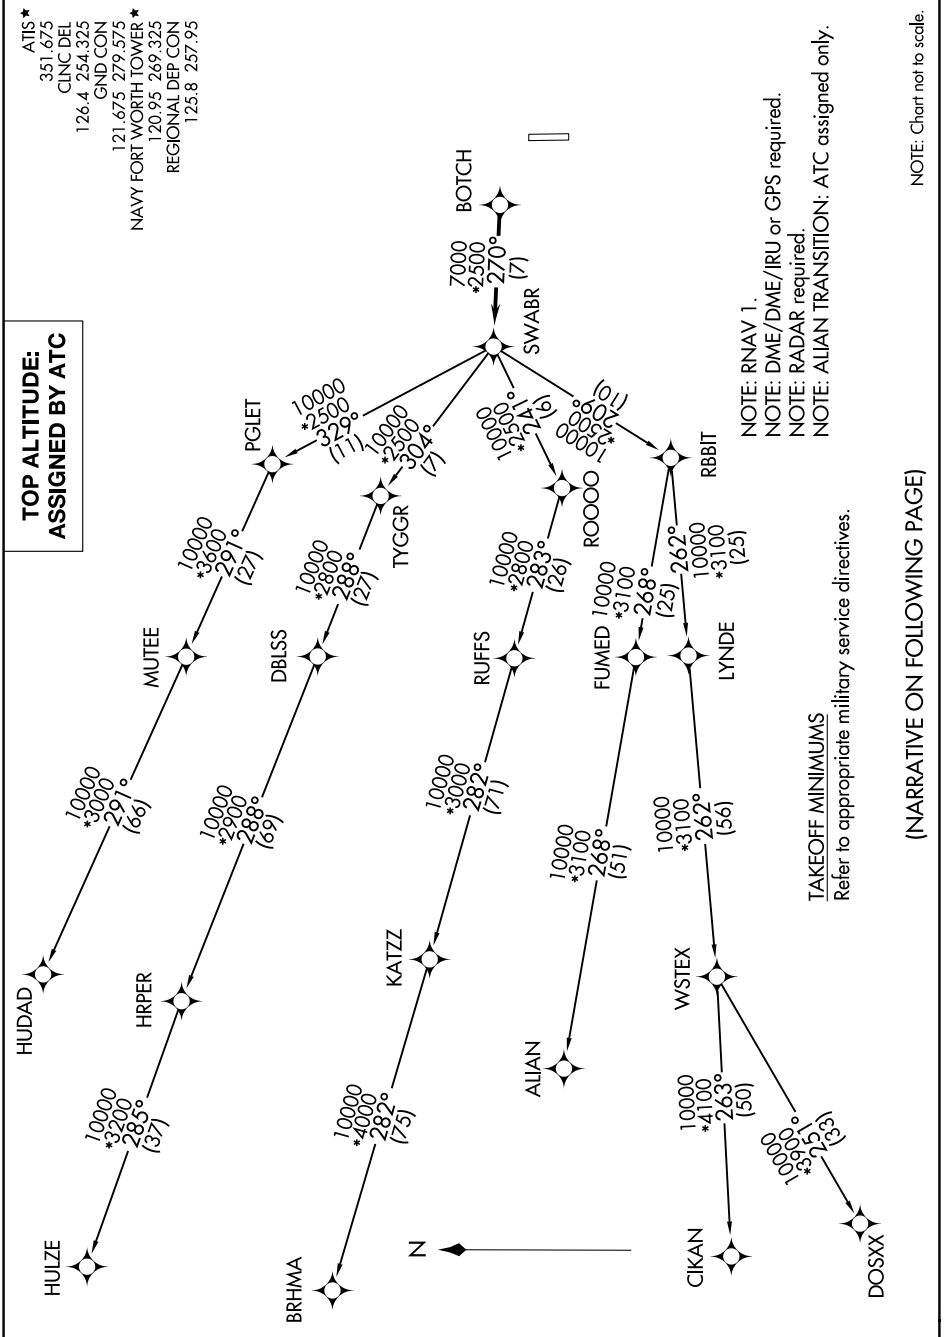 TOP ALTITUDE:
ASSIGNED BY ATC
ATIS ★
351.675
CLNC DEL
126.4 254.325
GND CON
121.675 279.575
NAVY FORT WORTH TOWER ★
120.95 269.325
REGIONAL DEP CON
125.8 257.95
HUDAD
10000
*3000
291°
(66)
MUTEE
10000
*3600
291°
(27)
PGLET
10000
*2500
329°
(11)
HULZE
10000
*3200
285°
(37)
HRPER
10000
*2900
288°
(69)
DBLSS
10000
*2800
288°
(27)
TYGGR
10000
*2500
304°
(7)
BRHMA
10000
*4000
282°
(75)
KATZZ
10000
*3000
282°
(71)
RUFFS
10000
*2800
283°
(26)
ROOOO
10000
*2500
241°
(9)
SWABR
7000
*2500
270°
(7)
BOTCH
N
ALIAN
10000
*3100
268°
(51)
FUMED
10000
*3100
268°
(25)
RBBIT
10000
*2500
209°
(10)
CIKAN
10000
*4100
263°
(50)
WSTEX
10000
*3100
262°
(56)
LYNDE
262°
10000
*3100
(25)
DOSXX
10000
*3900
251°
(33)
NOTE: RNAV 1.
NOTE: DME/DME/IRU or GPS required.
NOTE: RADAR required.
NOTE: ALIAN TRANSITION: ATC assigned only.
TAKEOFF MINIMUMS
Refer to appropriate military service directives.
(NARRATIVE ON FOLLOWING PAGE)
NOTE: Chart not to scale.